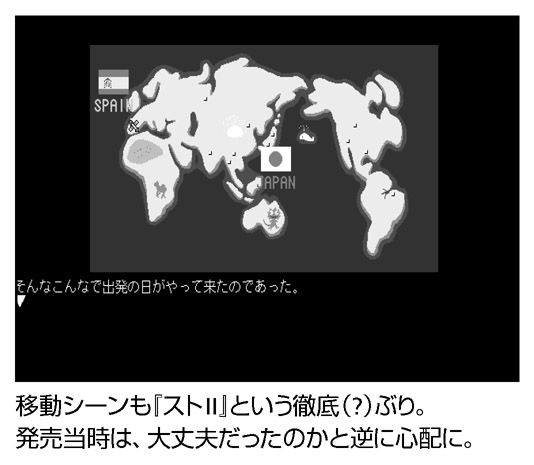 SPAIN
JAPAN
そんなこんなで出発の日がやって来たのであった。
移動シーンも『ストⅡ』という徹底(?)ぶり。
発売当時は、大丈夫だったのかと逆に心配に。